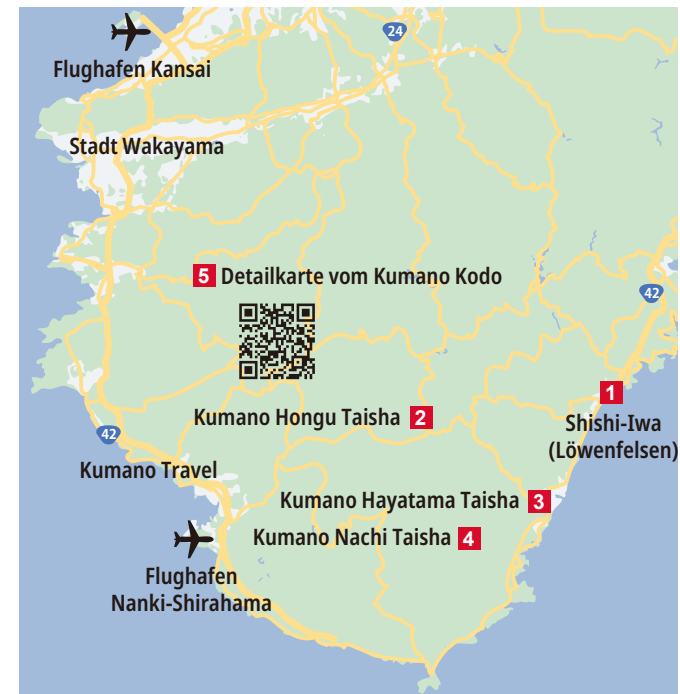 24
Flughafen Kansai
Stadt Wakayama
5 Detailkarte vom Kumano Kodo
42
1
Kumano Hongu Taisha 2
Shishi-Iwa
(Löwenfelsen)
42
Kumano Travel
Kumano Hayatama Taisha 3
Kumano Nachi Taisha 4
Flughafen
Nanki-Shirahama